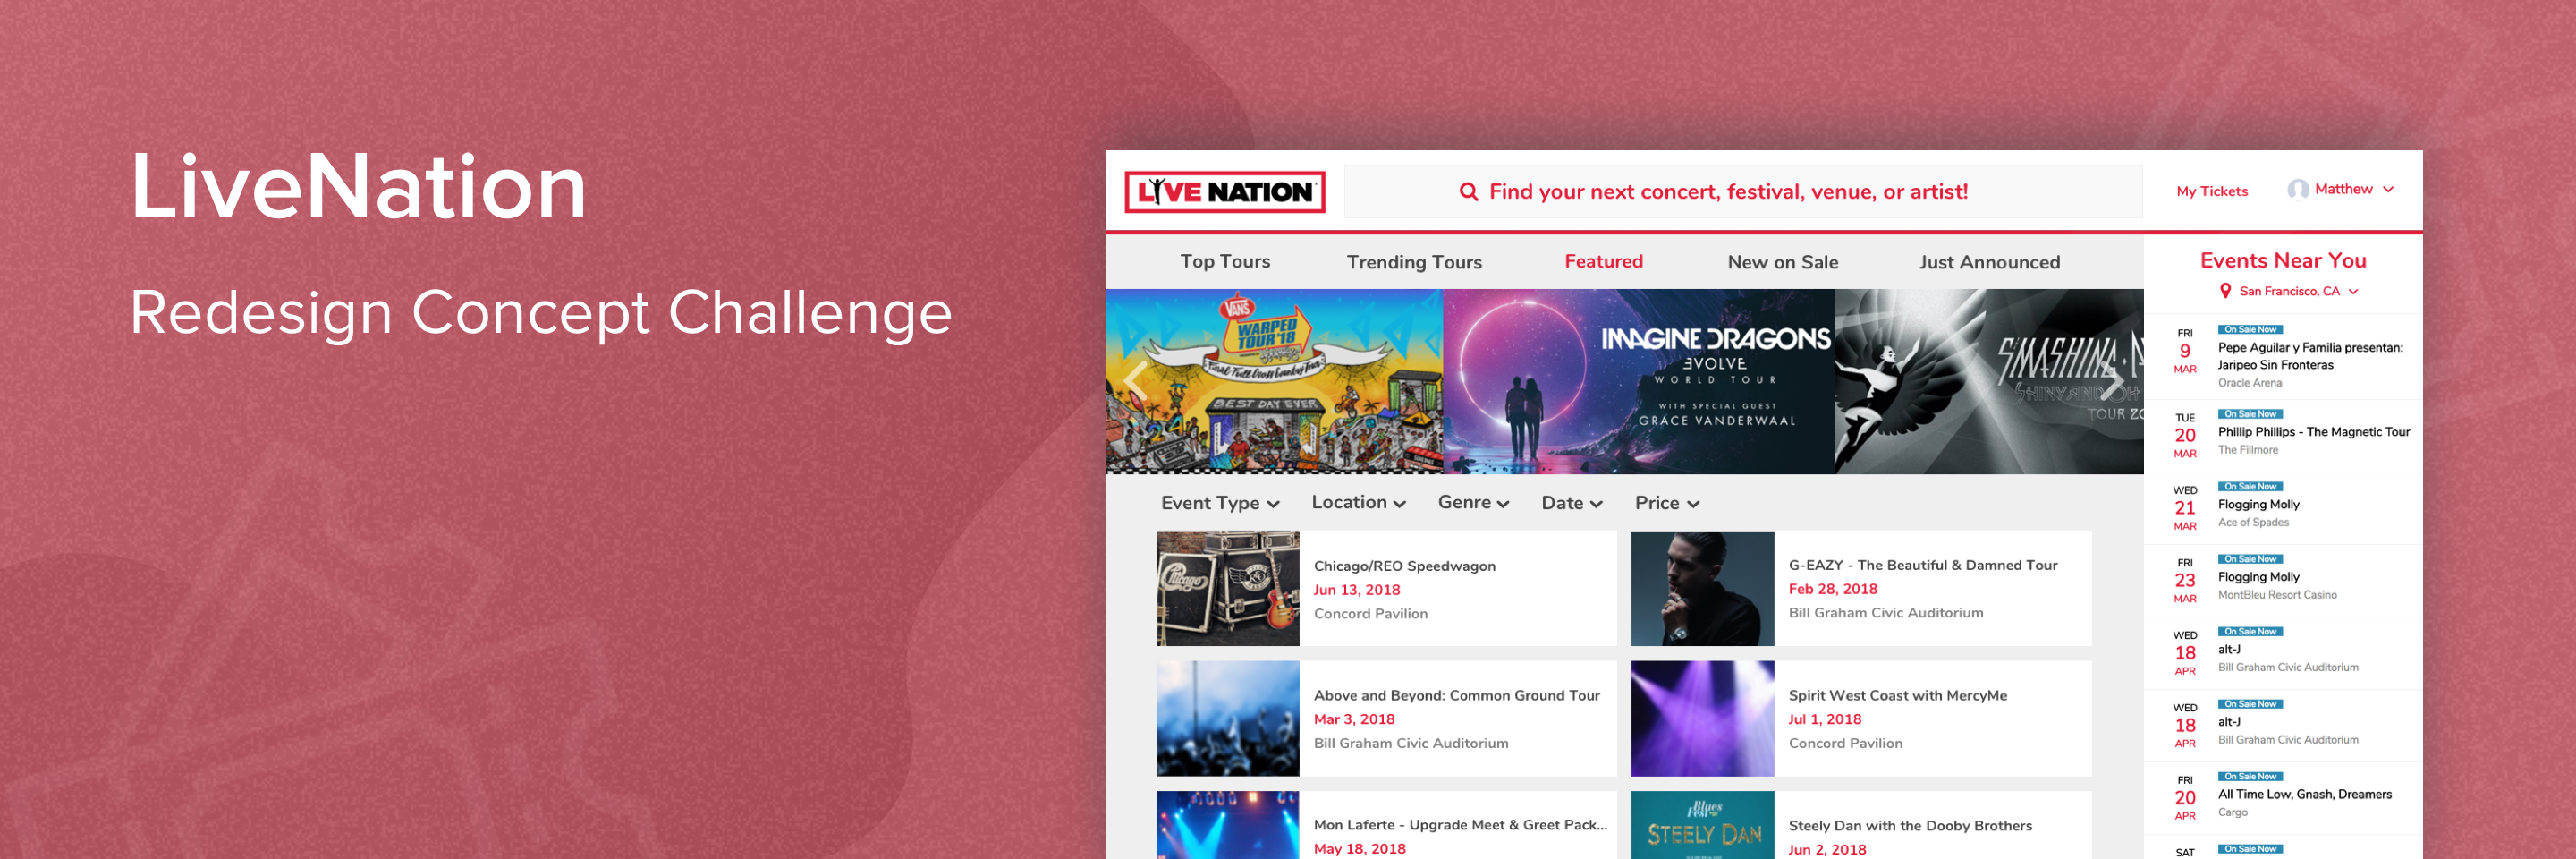 LiveNation
Redesign Concept Challenge
LIVE NATION
Find your next concert, festival, venue, or artist!
My Tickets
Matthew
Top Tours
Trending Tours
Featured
New on Sale
Just Announced
VANS
WARPED
TOUR'18
Final Full Cross Country Tour
BEST DAY EVER
IMAGINE DRAGONS
EVOLVE
WORLD TOUR
WITH SPECIAL GUEST
GRACE VANDERWAAL
SMASHING
SHINY AND OH
TOUR 20
Event Type
Location
Genre
Date
Price
Chicago
Chicago/REO Speedwagon
Jun 13, 2018
Concord Pavilion
G-EAZY - The Beautiful & Damned Tour
Feb 28, 2018
Bill Graham Civic Auditorium
Above and Beyond: Common Ground Tour
Mar 3, 2018
Bill Graham Civic Auditorium
Spirit West Coast with MercyMe
Jul 1, 2018
Concord Pavilion
Mon Laferte - Upgrade Meet & Greet Pack...
May 18, 2018
Blues
Fest
STEELY DAN
Steely Dan with the Dooby Brothers
Jun 2, 2018
Events Near You
San Francisco, CA
FRI
9
MAR
On Sale Now
Pepe Aguilar y Familia presentan:
Jaripeo Sin Fronteras
Oracle Arena
TUE
20
MAR
On Sale Now
Phillip Phillips - The Magnetic Tour
The Fillmore
WED
21
MAR
On Sale Now
Flogging Molly
Ace of Spades
FRI
23
MAR
On Sale Now
Flogging Molly
MontBleu Resort Casino
WED
18
APR
On Sale Now
alt-J
Bill Graham Civic Auditorium
WED
18
APR
On Sale Now
alt-J
Bill Graham Civic Auditorium
FRI
20
APR
On Sale Now
All Time Low, Gnash, Dreamers
Cargo
SAT
On Sale Now